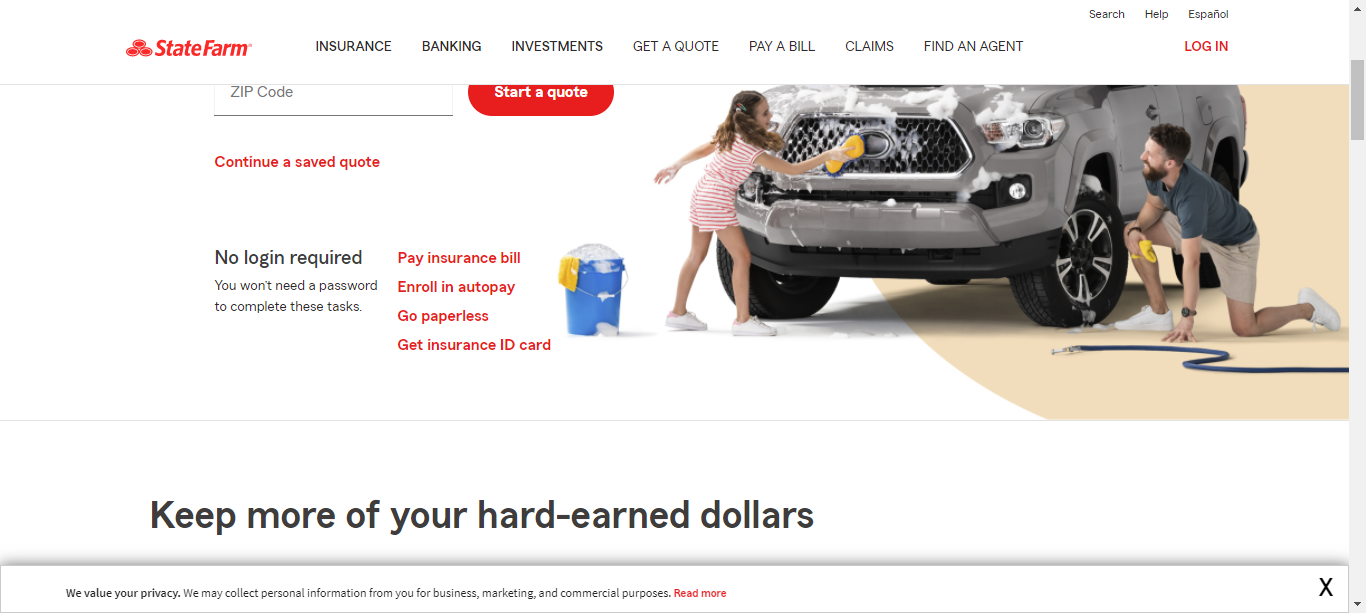 Search Help Español
State Farm®
INSURANCE BANKING INVESTMENTS GET A QUOTE PAY A BILL CLAIMS FIND AN AGENT LOG IN
ZIP Code Start a quote
Continue a saved quote
No login required
You won't need a password
to complete these tasks.
Pay insurance bill
Enroll in autopay
Go paperless
Get insurance ID card
Keep more of your hard-earned dollars
We value your privacy. We may collect personal information from you for business, marketing, and commercial purposes. Read more
X